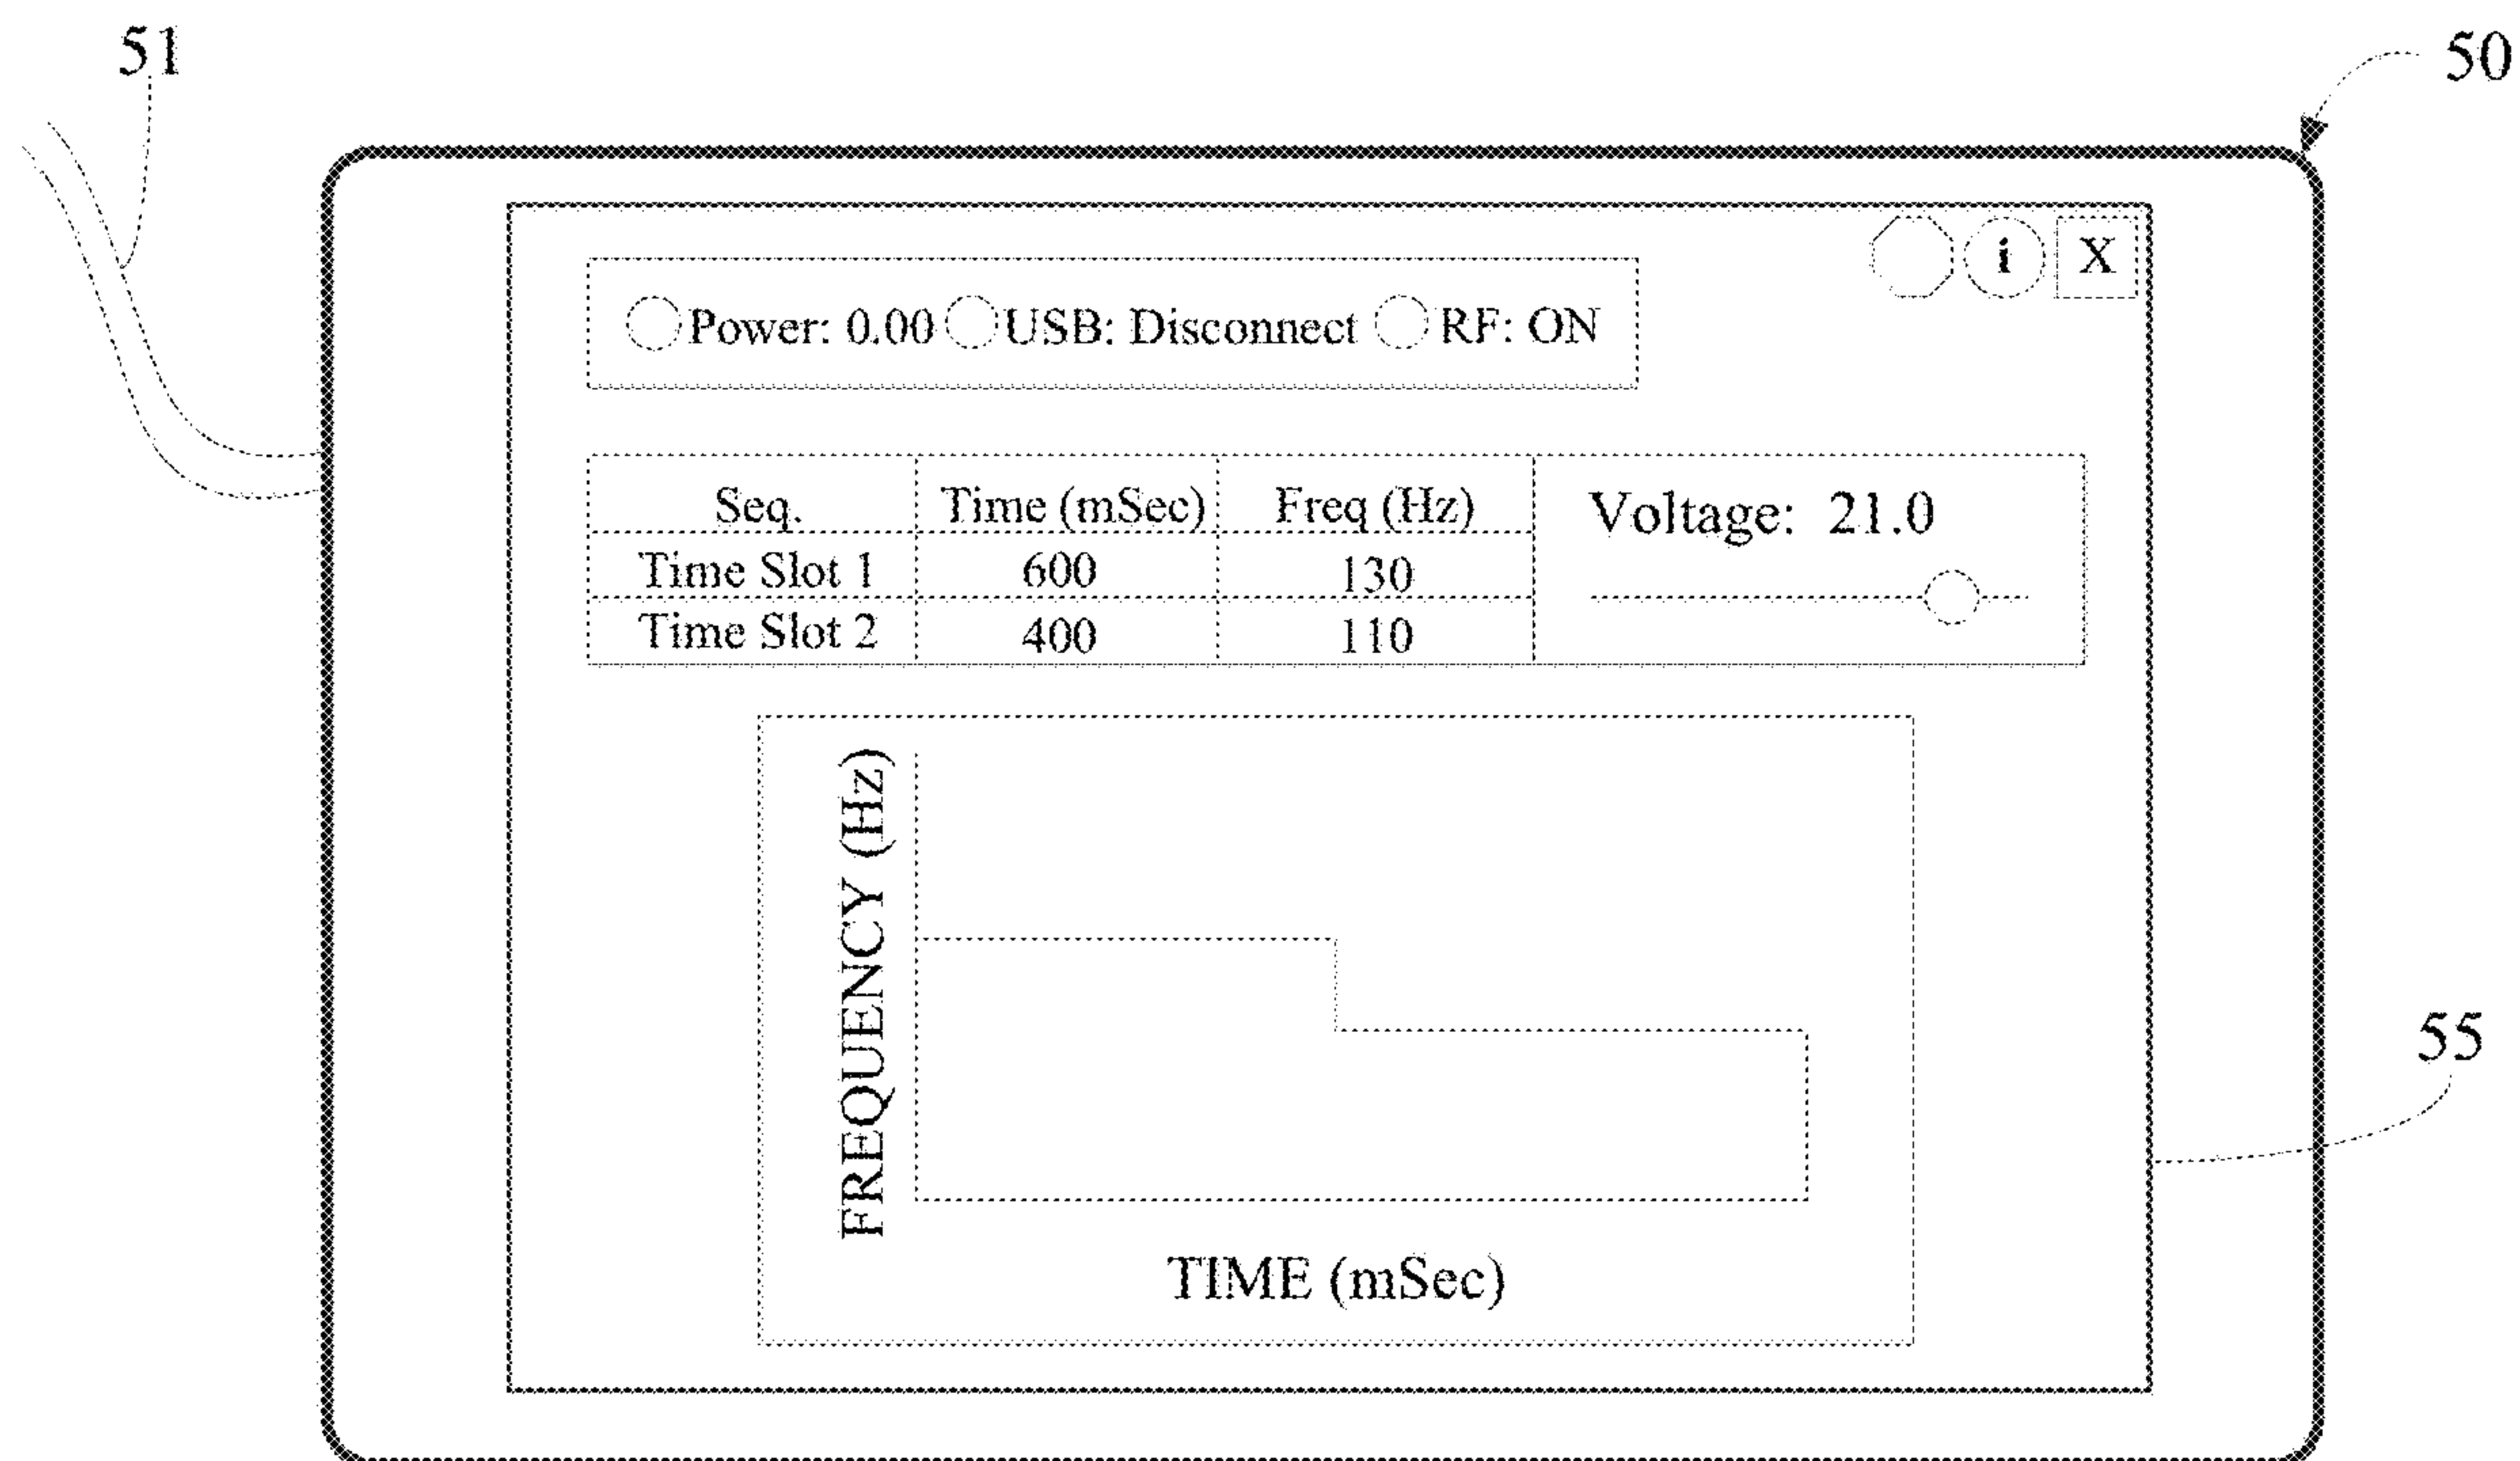 51
50
i
X
Power: 0.00 USB: Disconnect RF: ON
Seq. Time (mSec) Freq (Hz)
Time Slot 1 600 130
Time Slot 2 400 110
Voltage: 21.0
FREQUENCY (Hz)
TIME (mSec)
55